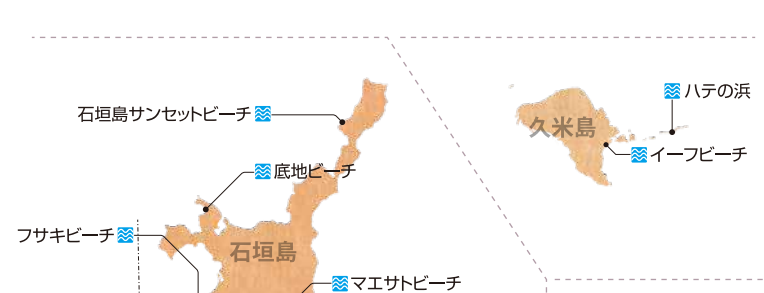 石垣島サンセットビーチ
底地ビーチ
フサキビーチ
石垣島
マエサトビーチ
久米島
ハテの浜
イーフビーチ